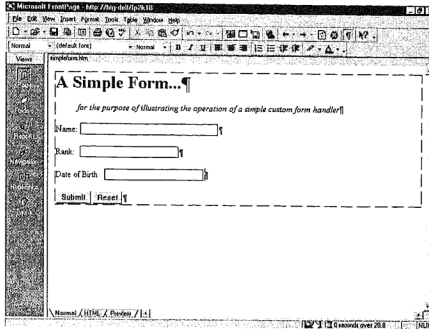 Microsoft FrontPage - http://big-dell/fp2k18
File Edit View Insert Format Tools Table Window Help
Normal (default font) Normal B I U
Views simpleform.htm
A Simple Form...¶
for the purpose of illustrating the operation of a simple custom form handler¶
Name: ¶
Rank: ¶
Date of Birth: ¶
Submit Reset ¶
Normal HTML Preview
0 seconds over 28.8